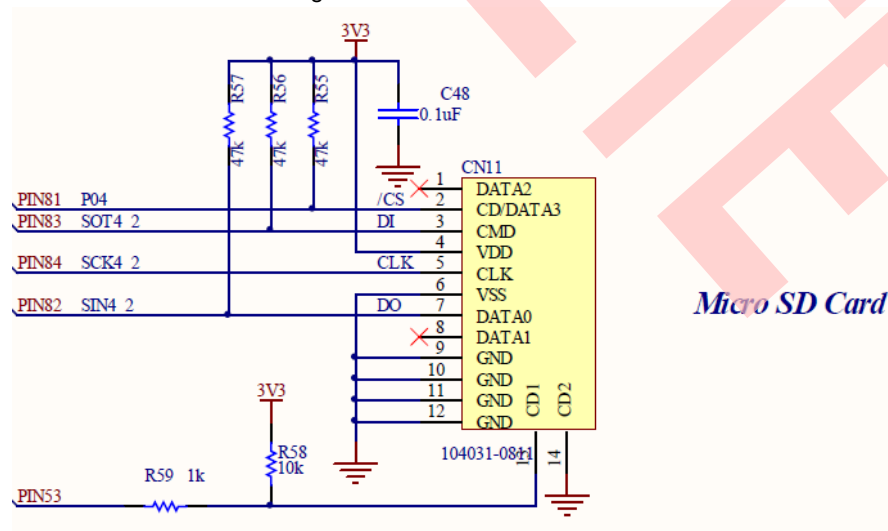 3V3
R57 R56 R55 C48
47k 47k 47k 0.1uF
CN11
1 DATA2
PIN81 P04 /CS 2 CD/DATA3
PIN83 SOT4_2 DI 3 CMD
4 VDD
PIN84 SCK4_2 CLK 5 CLK
6 VSS
PIN82 SIN4_2 DO 7 DATA0
Micro SD Card
8 DATA1
9 GND
10 GND
11 GND
12 GND
CD1 CD2
3V3
R58
10k
104031-0811
14
R59 1k
PIN53